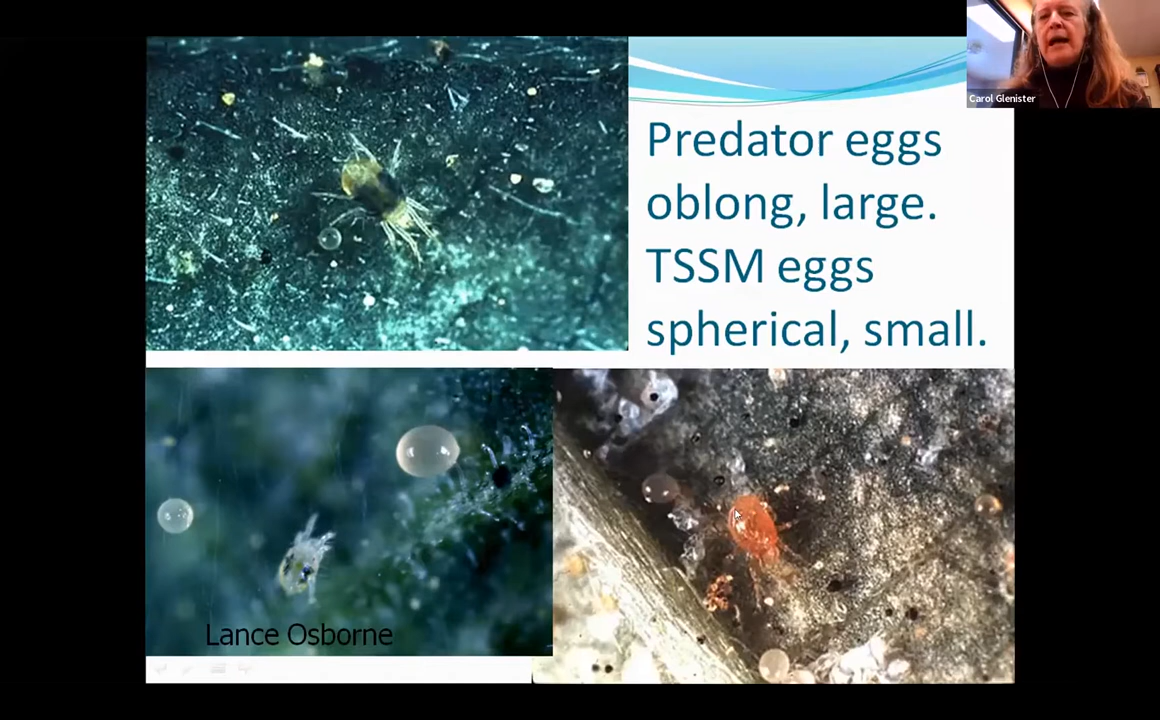 Carol Glenister
Predator eggs
oblong, large.
TSSM eggs
spherical, small.
Lance Osborne